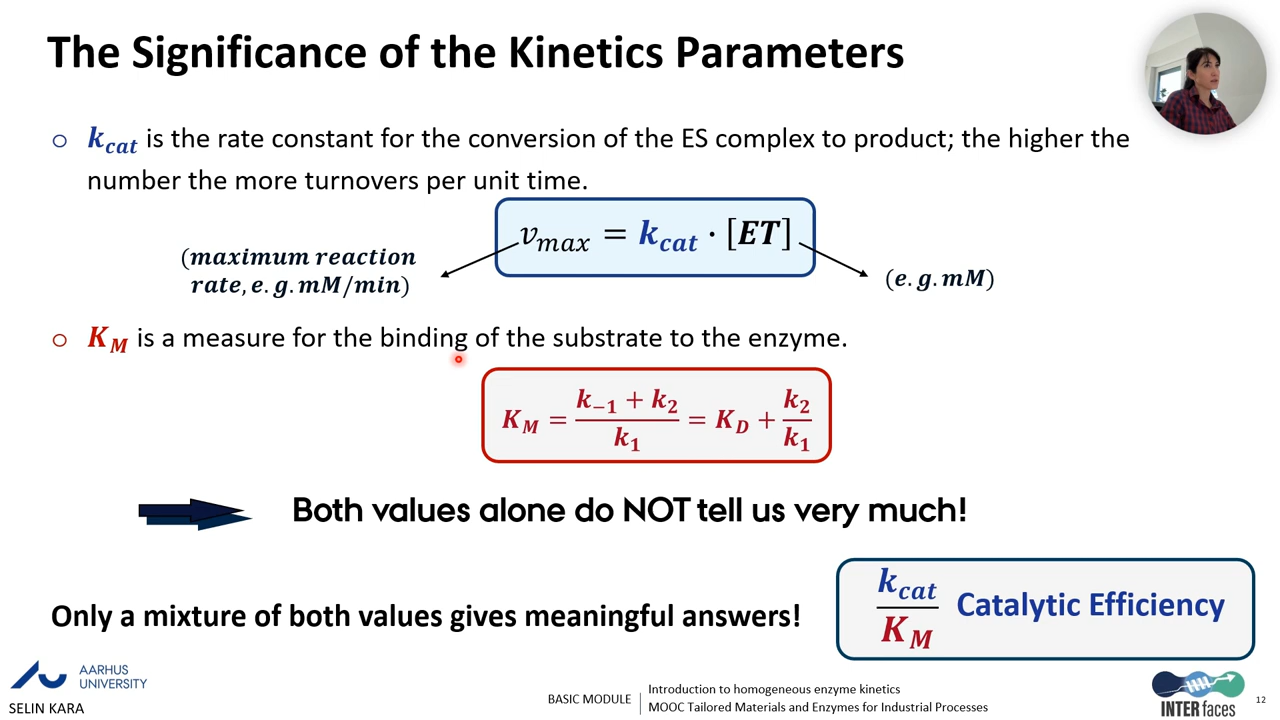 The Significance of the Kinetics Parameters
k_cat is the rate constant for the conversion of the ES complex to product; the higher the
number the more turnovers per unit time.
v_max = k_cat · [ET]
(maximum reaction
rate, e.g. mM/min)
(e.g. mM)
K_M is a measure for the binding of the substrate to the enzyme.
K_M = (k_−1 + k_2)/k_1 = K_D + k_2/k_1
Both values alone do NOT tell us very much!
Only a mixture of both values gives meaningful answers!
k_cat/K_M Catalytic Efficiency
AARHUS
UNIVERSITY
SELIN KARA
BASIC MODULE
Introduction to homogeneous enzyme kinetics
MOOC Tailored Materials and Enzymes for Industrial Processes
INTERfaces
12